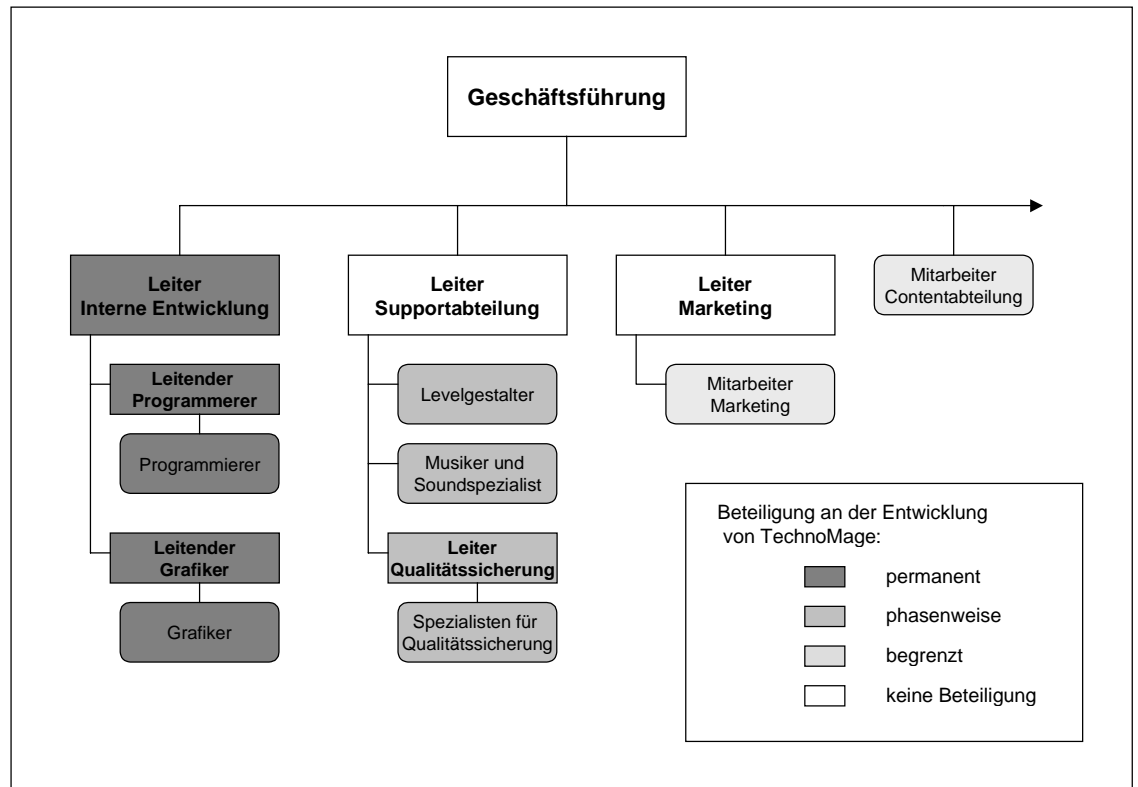 Geschäftsführung
Leiter
Interne Entwicklung
Leiter
Supportabteilung
Leiter
Marketing
Mitarbeiter
Contentabteilung
Leitender
Programmerer
Programmierer
Leitender
Grafiker
Grafiker
Levelgestalter
Musiker und
Soundspezialist
Leiter
Qualitätssicherung
Spezialisten für
Qualitätssicherung
Mitarbeiter
Marketing
Beteiligung an der Entwicklung
von TechnoMage:
permanent
phasenweise
begrenzt
keine Beteiligung